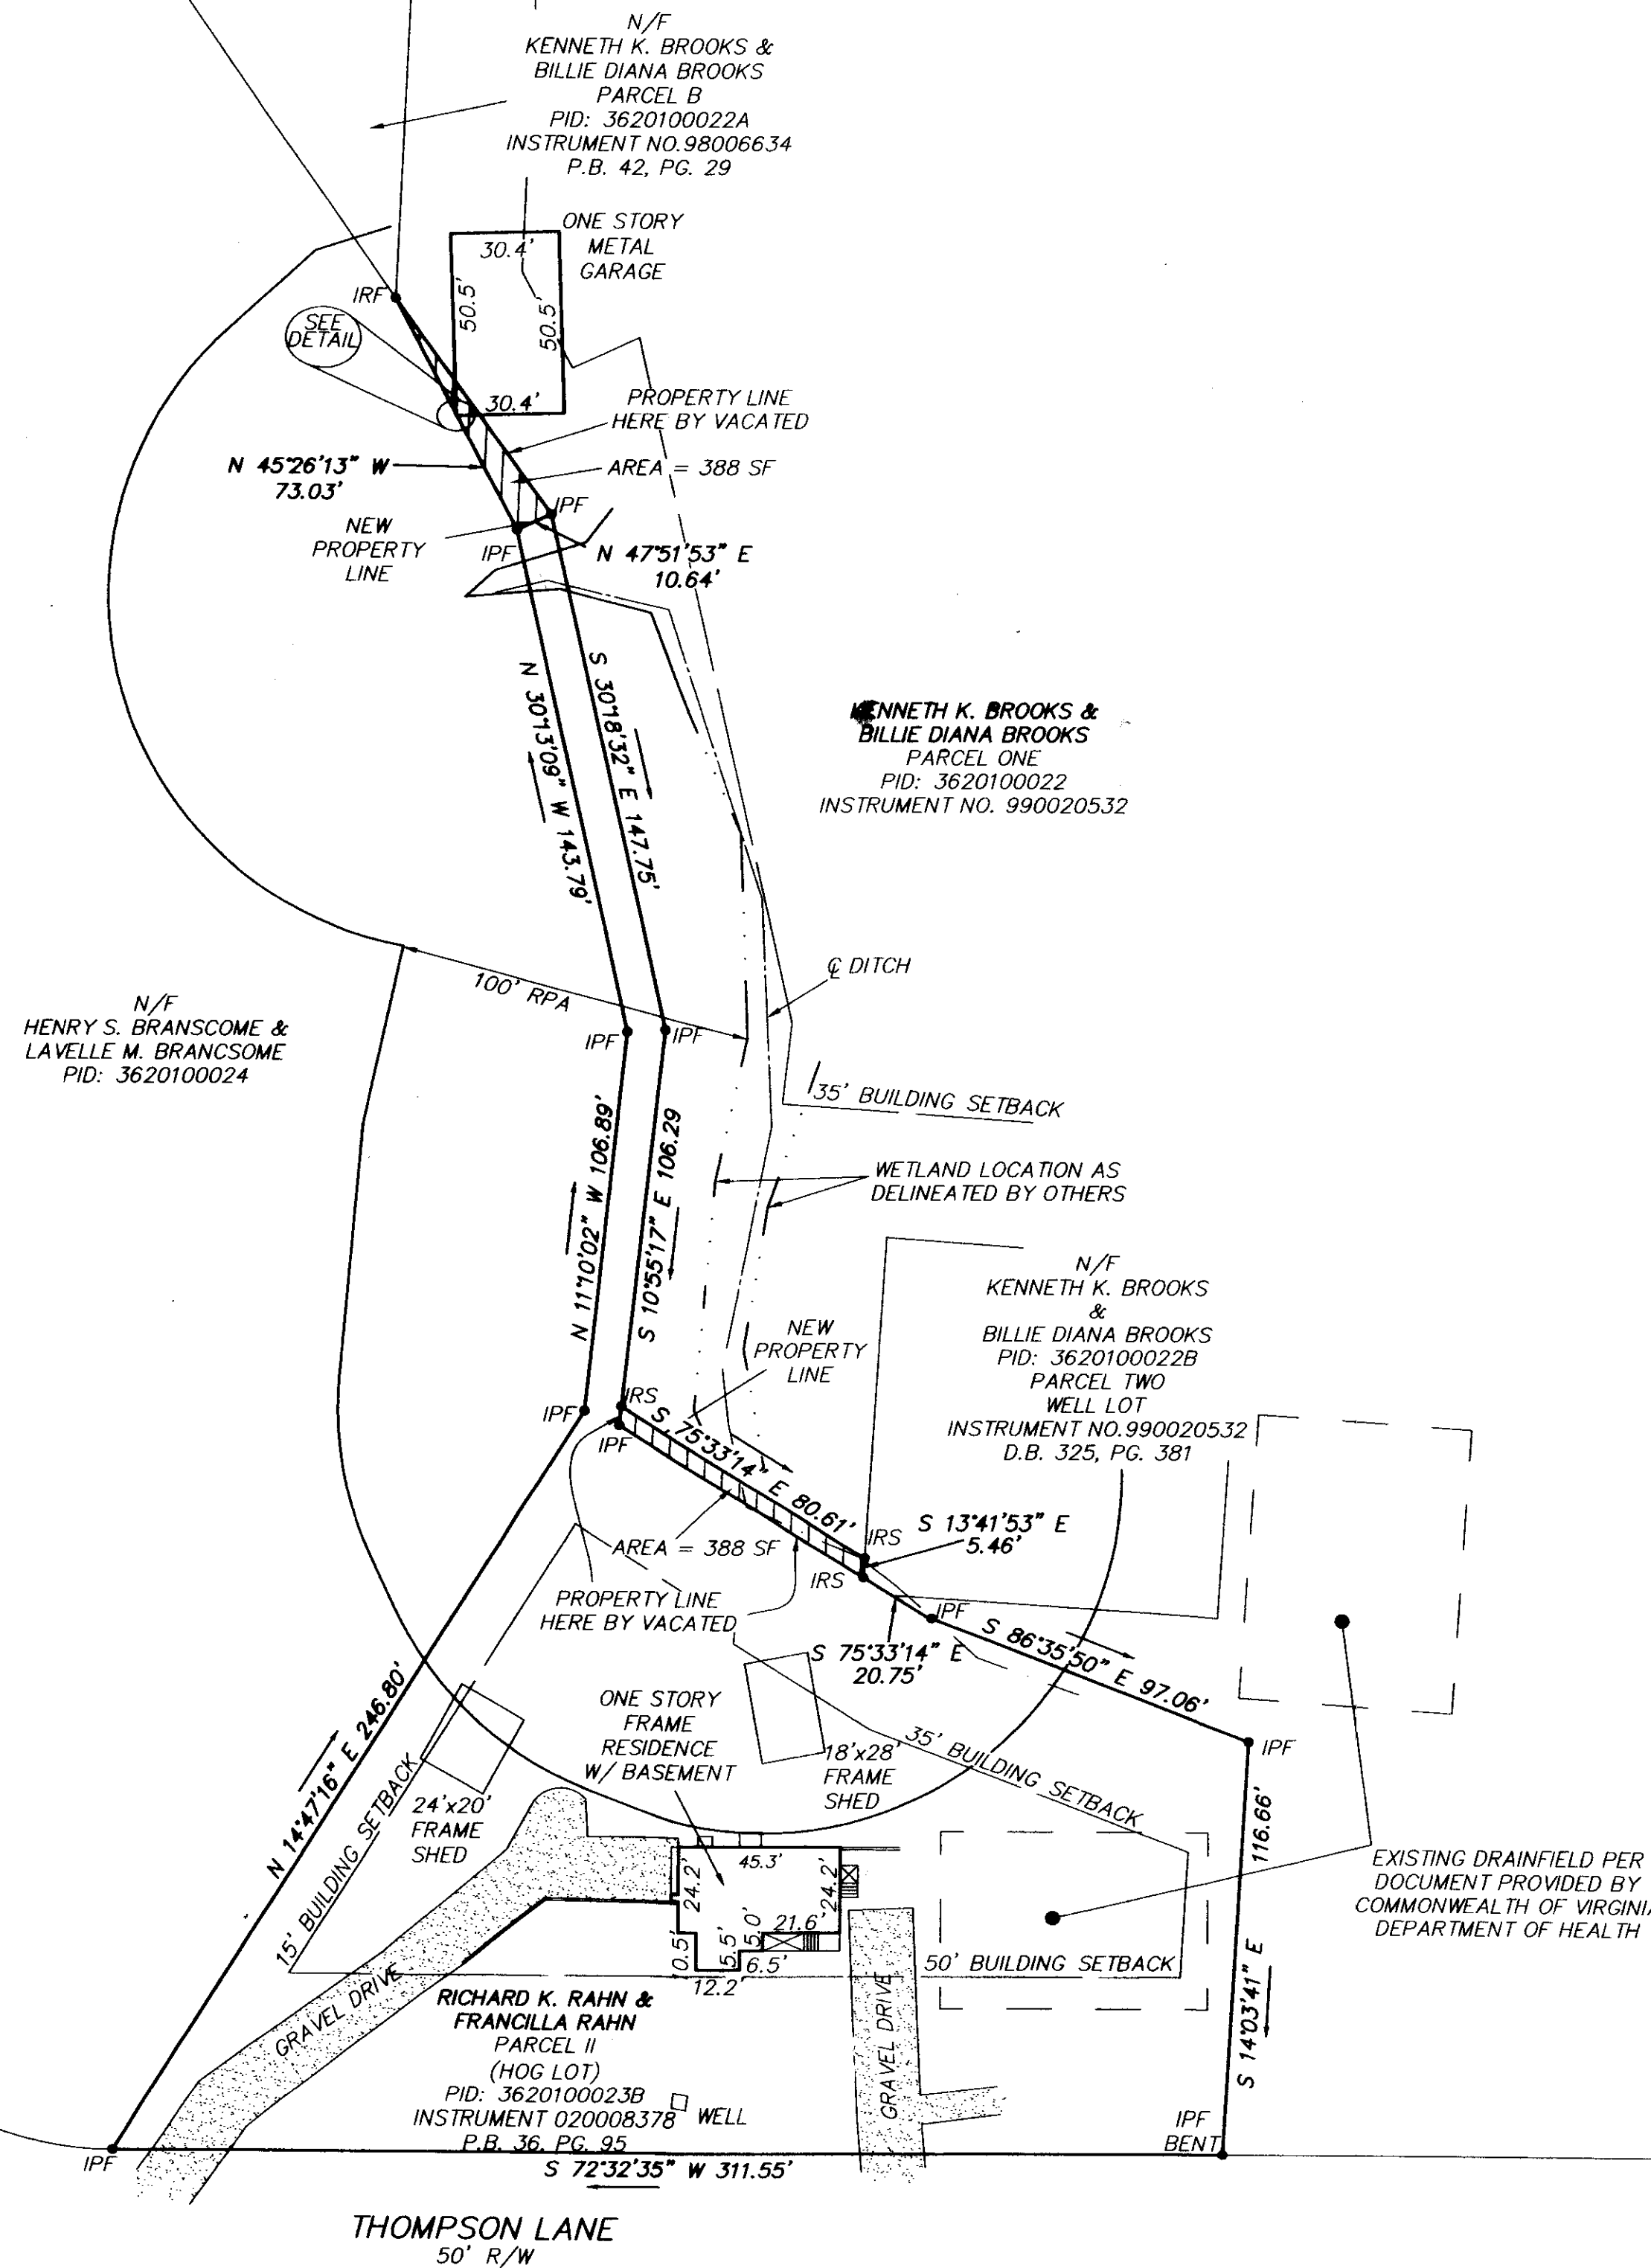 N/F
KENNETH K. BROOKS &
BILLIE DIANA BROOKS
PARCEL B
PID: 3620100022A
INSTRUMENT NO.98006634
P.B. 42, PG. 29
ONE STORY
METAL
GARAGE
30.4'
50.5'
50.5'
30.4'
IRF
SEE
DETAIL
PROPERTY LINE
HERE BY VACATED
N 45°26'13" W
73.03'
AREA = 388 SF
IPF
NEW
PROPERTY
LINE
IPF
N 47°51'53" E
10.64'
N 30°13'09" W 143.79'
S 30°18'32" E 147.75'
KENNETH K. BROOKS &
BILLIE DIANA BROOKS
PARCEL ONE
PID: 3620100022
INSTRUMENT NO. 990020532
℄ DITCH
100' RPA
N/F
HENRY S. BRANSCOME &
LAVELLE M. BRANCSOME
PID: 3620100024
IPF
IPF
35' BUILDING SETBACK
N 11°10'02" W 106.89'
S 10°55'17" E 106.29
WETLAND LOCATION AS
DELINEATED BY OTHERS
N/F
KENNETH K. BROOKS
&
BILLIE DIANA BROOKS
PID: 3620100022B
PARCEL TWO
WELL LOT
INSTRUMENT NO.990020532
D.B. 325, PG. 381
NEW
PROPERTY
LINE
IRS
IPF
IPF
S 75°33'14" E 80.61'
S 13°41'53" E
5.46'
IRS
IRS
AREA = 388 SF
PROPERTY LINE
HERE BY VACATED
IPF
S 75°33'14" E
20.75'
S 86°35'50" E 97.06'
IPF
N 14°47'16" E 246.80'
15' BUILDING SETBACK
ONE STORY
FRAME
RESIDENCE
W/ BASEMENT
18'x28'
FRAME
SHED
35' BUILDING SETBACK
24'x20'
FRAME
SHED
45.3'
24.2'
24.2'
21.6'
5.0'
5.5'
6.5'
0.5'
12.2'
116.66'
S 14°03'41" E
EXISTING DRAINFIELD PER
DOCUMENT PROVIDED BY
COMMONWEALTH OF VIRGINIA
DEPARTMENT OF HEALTH
50' BUILDING SETBACK
GRAVEL DRIVE
GRAVEL DRIVE
RICHARD K. RAHN &
FRANCILLA RAHN
PARCEL II
(HOG LOT)
PID: 3620100023B
INSTRUMENT 020008378
P.B. 36, PG. 95
WELL
IPF
BENT
IPF
S 72°32'35" W 311.55'
THOMPSON LANE
50' R/W